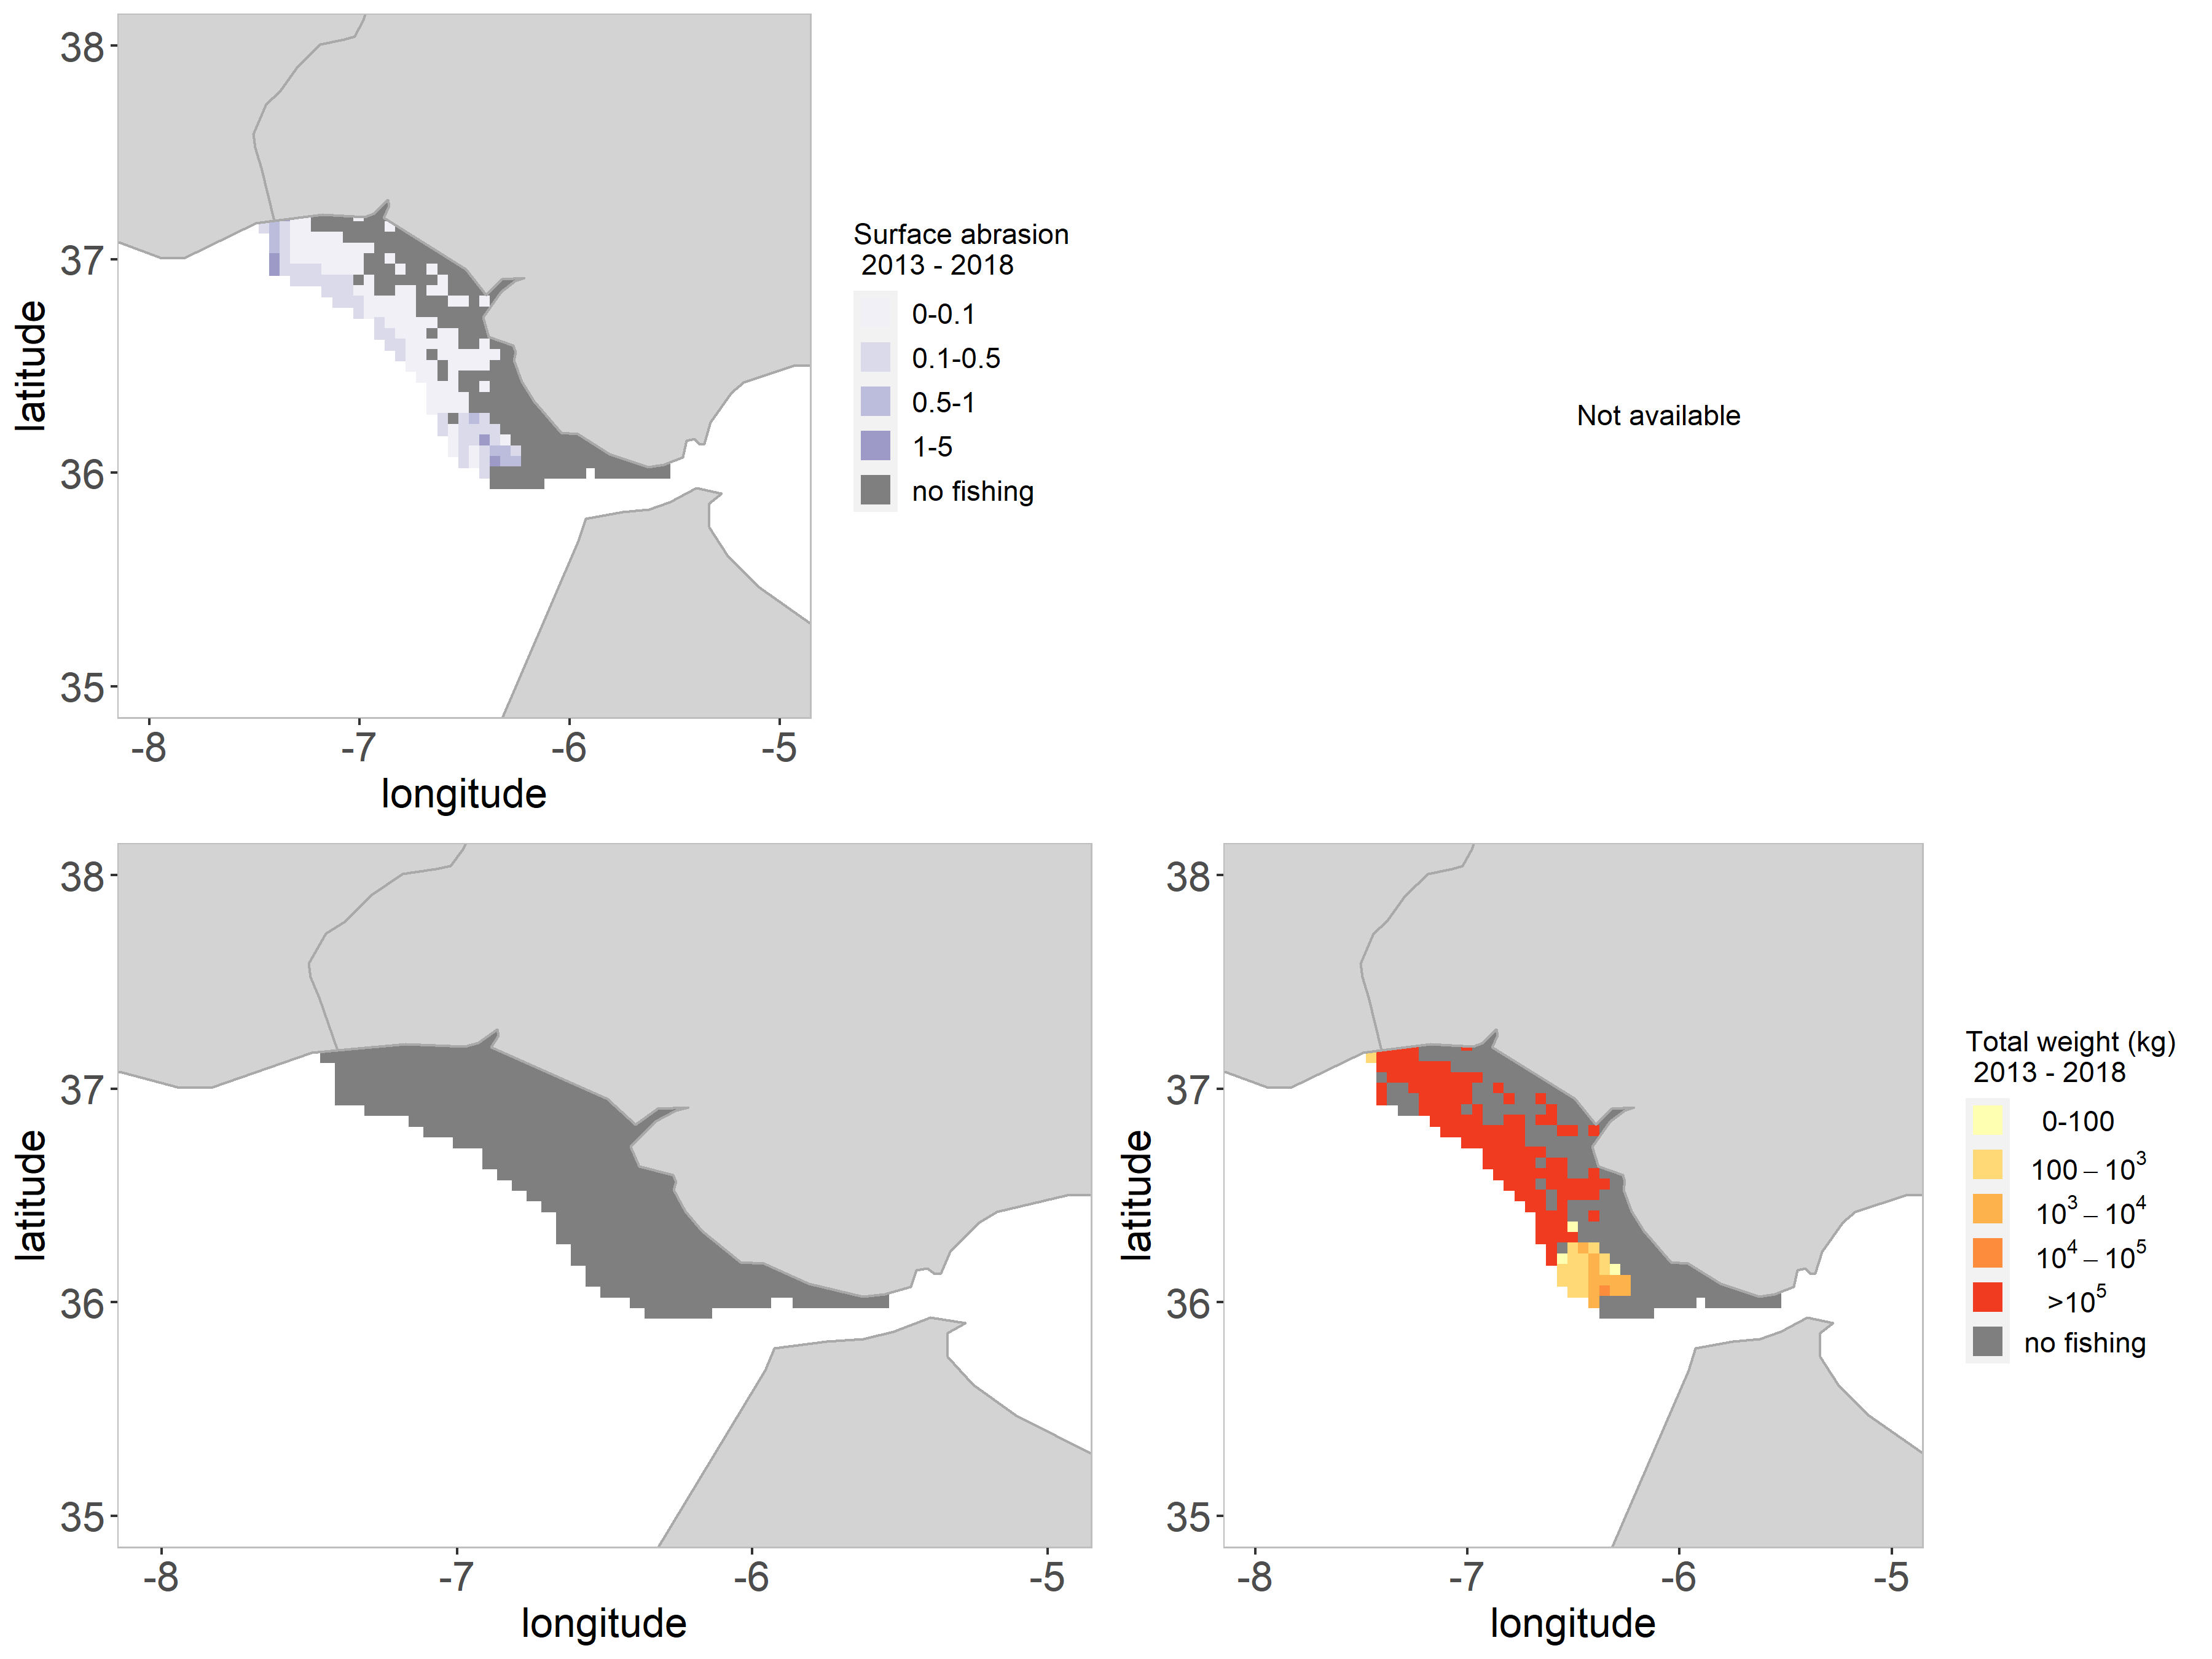 38
37
36
35
latitude
-8
-7
-6
-5
longitude
Surface abrasion
2013 - 2018
0-0.1
0.1-0.5
0.5-1
1-5
no fishing
Not available
38
37
36
35
latitude
-8
-7
-6
-5
longitude
38
37
36
35
latitude
-8
-7
-6
-5
longitude
Total weight (kg)
2013 - 2018
0-100
100 – 10³
10³ – 10⁴
10⁴ – 10⁵
>10⁵
no fishing